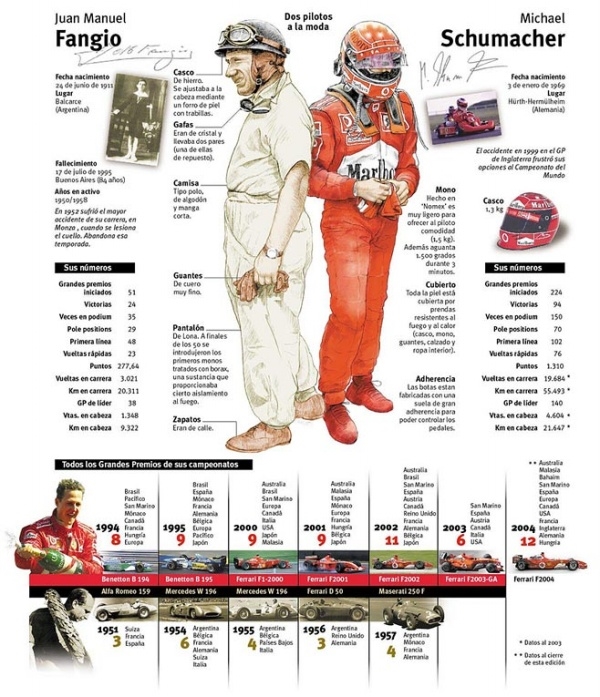 Juan Manuel
Fangio
Dos pilotos
a la moda
Michael
Schumacher
Fecha nacimiento
24 de junio de 1911
Lugar
Balcarce
(Argentina)
Fallecimiento
17 de julio de 1995
Buenos Aires (84 años)
Años en activo
1950/1958
En 1952 sufrió el mayor
accidente de su carrera, en
Monza , cuando se lesiona
el cuello. Abandona esa
temporada.
Casco
De hierro.
Se ajustaba a la
cabeza mediante
un forro de piel
con trabillas.
Gafas
Eran de cristal y
llevaba dos pares
(una de ellas
de repuesto).
Camisa
Tipo polo,
de algodón
y manga
corta.
Guantes
De cuero
muy fino.
Pantalón
De Lona. A finales
de los 50 se
introdujeron los
primeros monos
tratados con borax,
una sustancia que
proporcionaba
cierto aislamiento
al fuego.
Zapatos
Eran de calle.
Fecha nacimiento
3 de enero de 1969
Lugar
Hürth-Hermülheim
(Alemania)
El accidente en 1999 en el GP
de Inglaterra frustró sus
opciones al Campeonato del
Mundo
Mono
Hecho en
'Nomex' es
muy ligero para
ofrecer al piloto
comodidad
(1,5 kg).
Además aguanta
1.500 grados
durante 3
minutos.
Casco
1,3 kg
Cubierto
Toda la piel está
cubierta por
prendas
resistentes al
fuego y al calor
(casco, mono,
guantes, calzado y
ropa interior).
Adherencia
Las botas están
fabricadas con una
suela de gran
adherencia para
poder controlar los
pedales.
Marlboro
Sus números
Grandes premios
iniciados 51
Victorias 24
Veces en podium 35
Pole positions 29
Primera línea 48
Vueltas rápidas 23
Puntos 277,64
Vueltas en carrera 3.021
Km en carrera 20.311
GP de líder 38
Vtas. en cabeza 1.348
Km en cabeza 9.322
Sus números
Grandes premios
iniciados 224
Victorias 94
Veces en podium 150
Pole positions 70
Primera línea 102
Vueltas rápidas 76
Puntos 1.310
Vueltas en carrera 19.684 *
Km en carrera 55.493 *
GP de líder 140
Vtas. en cabeza 4.604 *
Km en cabeza 21.647 *
Todos los Grandes Premios de sus campeonatos
1994
8
Brasil
Pacífico
San Marino
Mónaco
Canadá
Francia
Hungría
Europa
Benetton B 194
1995
9
Brasil
España
Mónaco
Francia
Alemania
Bélgica
Europa
Pacífico
Japón
Benetton B 195
2000
9
Australia
Brasil
San Marino
Europa
Canadá
Italia
USA
Japón
Malasia
Ferrari F1-2000
2001
9
Australia
Malasia
España
Mónaco
Europa
Francia
Hungría
Bélgica
Japón
Ferrari F2001
2002
11
Australia
Brasil
San Marino
España
Austria
Canadá
Reino Unido
Francia
Alemania
Bélgica
Japón
Ferrari F2002
2003
6
San Marino
España
Austria
Canadá
Italia
USA
Ferrari F2003-GA
2004
12
** Australia
Malasia
Bahaim
San Marino
España
Europa
Canadá
USA
Francia
Inglaterra
Alemania
Hungría
Ferrari F2004
Alfa Romeo 159
1951
3
Suiza
Francia
España
Mercedes W 196
1954
6
Argentina
Bélgica
Francia
Alemania
Suiza
Italia
Mercedes W 196
1955
4
Argentina
Bélgica
Países Bajos
Italia
Ferrari D 50
1956
3
Argentina
Reino Unido
Alemania
Maserati 250 F
1957
4
Argentina
Mónaco
Francia
Alemania
* Datos al 2003
** Datos al cierre
de esta edición